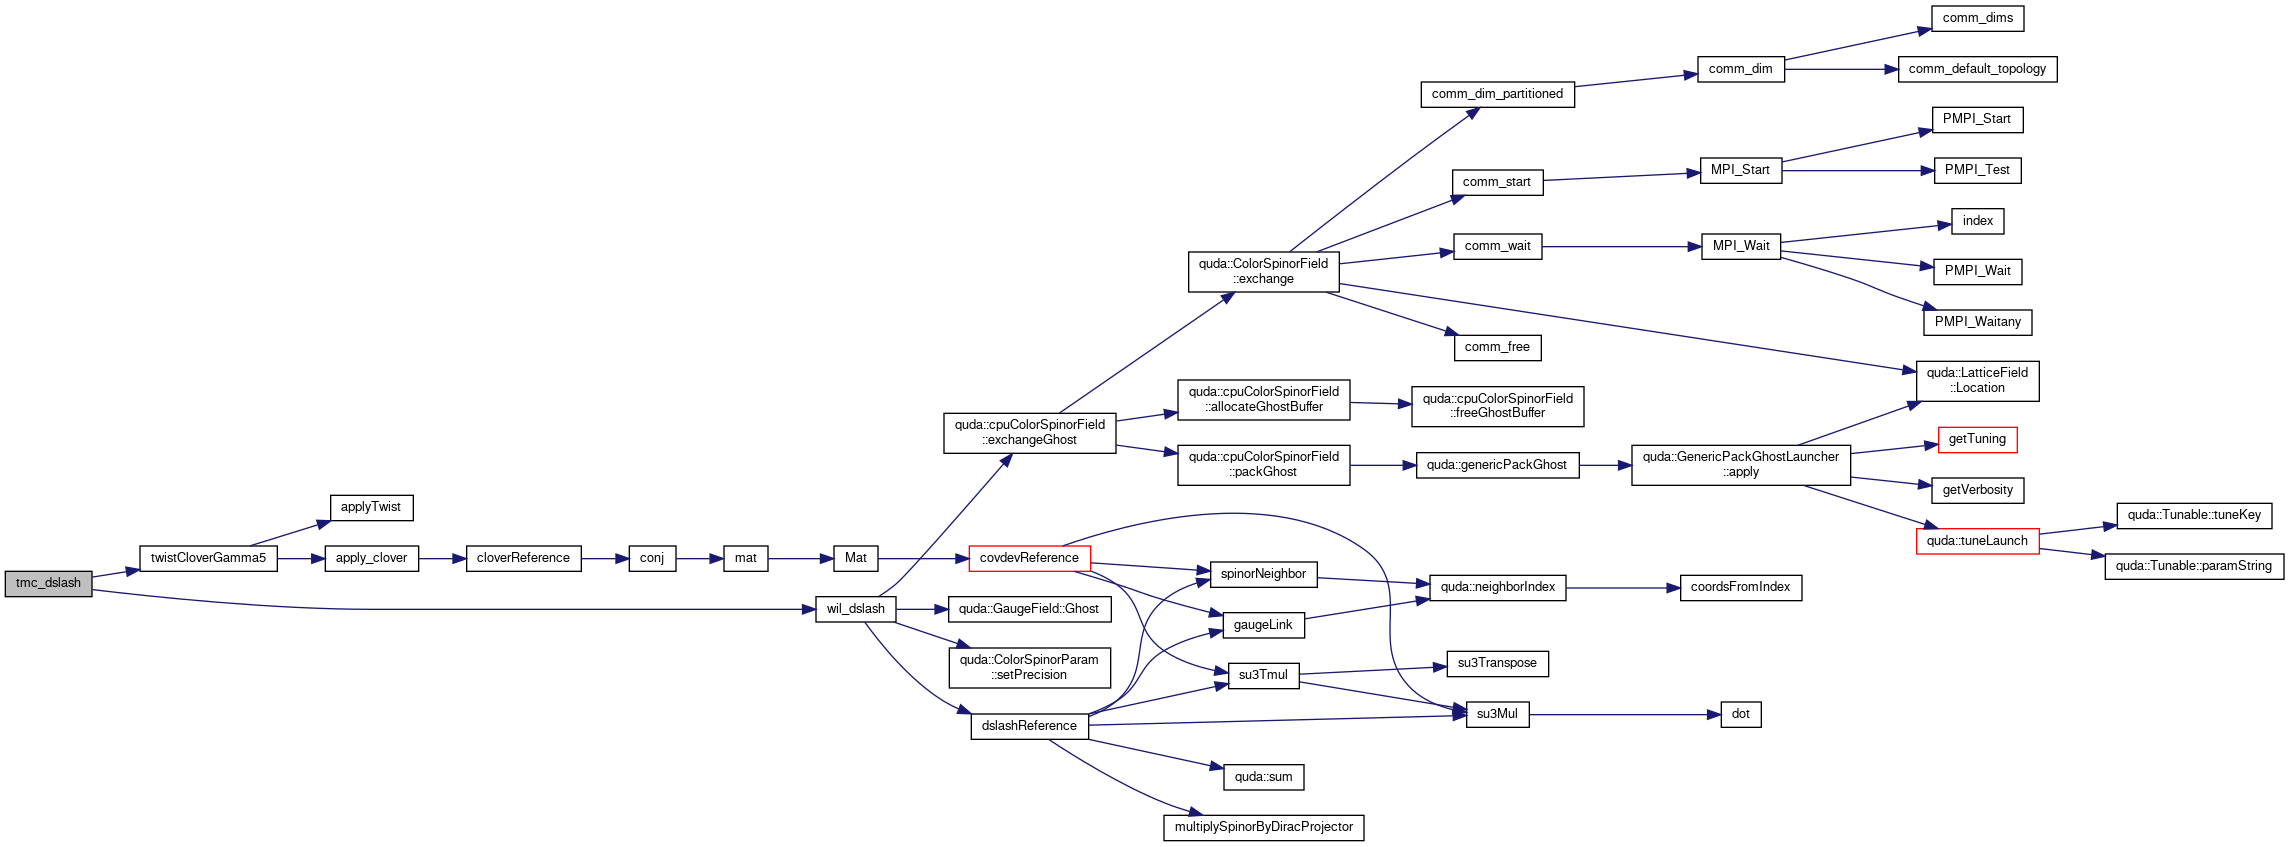 tmc_dslash
twistCloverGamma5
applyTwist
apply_clover
cloverReference
conj
mat
Mat
covdevReference
wil_dslash
quda::cpuColorSpinorField
::exchangeGhost
quda::GaugeField::Ghost
quda::ColorSpinorParam
::setPrecision
dslashReference
quda::ColorSpinorField
::exchange
quda::cpuColorSpinorField
::allocateGhostBuffer
quda::cpuColorSpinorField
::packGhost
spinorNeighbor
gaugeLink
su3Tmul
quda::sum
multiplySpinorByDiracProjector
comm_dim_partitioned
comm_start
comm_wait
comm_free
quda::cpuColorSpinorField
::freeGhostBuffer
quda::genericPackGhost
quda::neighborIndex
su3Transpose
su3Mul
comm_dim
MPI_Start
MPI_Wait
quda::GenericPackGhostLauncher
::apply
coordsFromIndex
dot
comm_dims
comm_default_topology
PMPI_Start
PMPI_Test
index
PMPI_Wait
PMPI_Waitany
quda::LatticeField
::Location
getTuning
getVerbosity
quda::tuneLaunch
quda::Tunable::tuneKey
quda::Tunable::paramString